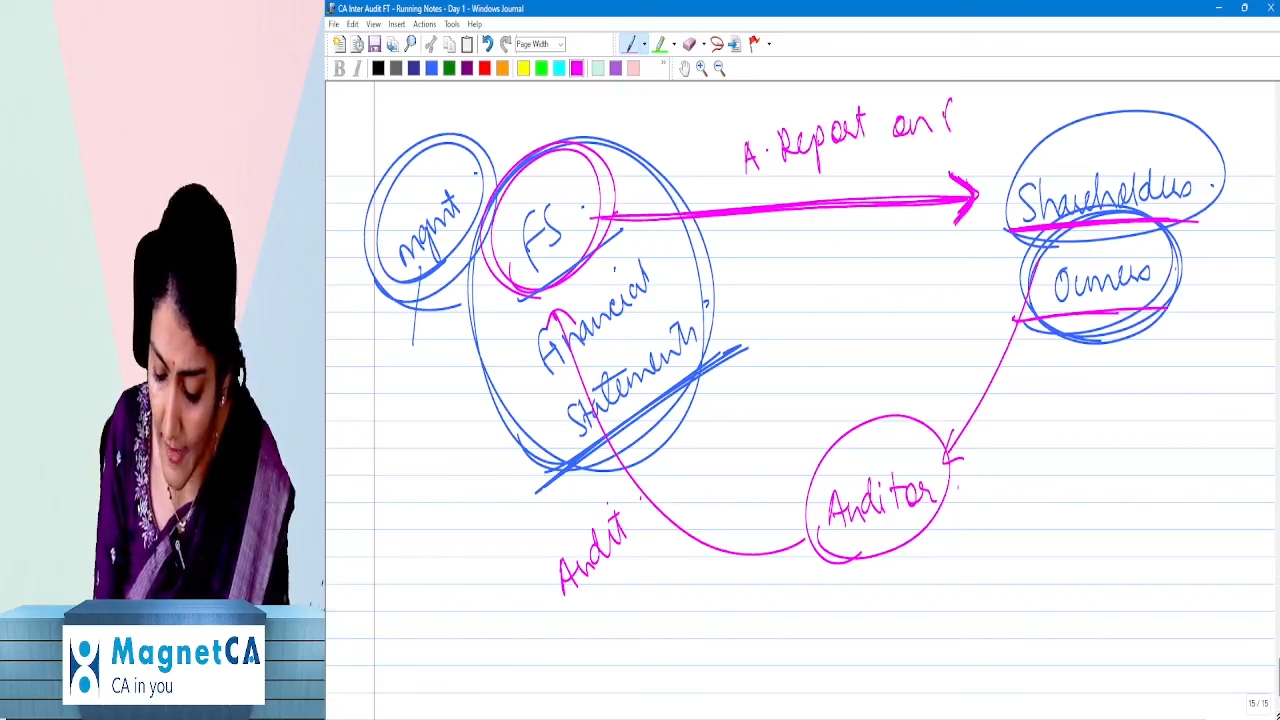 CA Inter Audit FT - Running Notes - Day 1 - Windows Journal
File Edit View Insert Actions Tools Help
Page Width
B I
A. Report on (
mgmt
FS
Financial
statements
Shareholders
Owners
Auditor
Audit
MagnetCA
CA in you
15 / 15